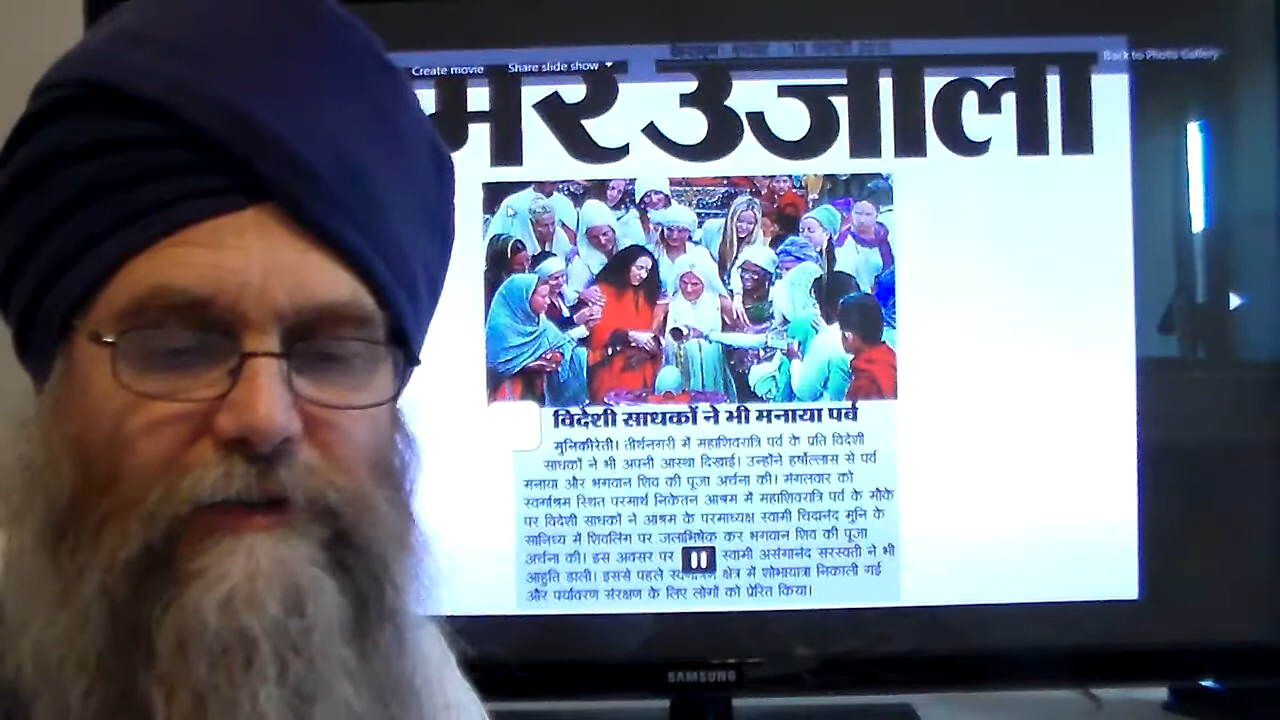 Back to Photo Gallery
Create movie Share slide show
मर उजाला
विदेशी साधकों ने भी मनाया पर्व
मुनिकीरेती। तीर्थनगरी में महाशिवरात्रि पर्व के प्रति विदेशी
साधकों ने भी अपनी आस्था दिखाई। उन्होंने हर्षोल्लास से पर्व
मनाया और भगवान शिव की पूजा अर्चना की। मंगलवार को
स्वर्गाश्रम स्थित परमार्थ निकेतन आश्रम में महाशिवरात्रि पर्व के मौके
पर विदेशी साधकों ने आश्रम के परमाध्यक्ष स्वामी चिदानंद मुनि के
सानिध्य में शिवलिंग पर जलाभिषेक कर भगवान शिव की पूजा
अर्चना की। इस अवसर पर स्वामी असंगानंद सरस्वती ने भी
आहुति डाली। इससे पहले क्षेत्र में शोभायात्रा निकाली गई
और पर्यावरण संरक्षण के लिए लोगों को प्रेरित किया।
SAMSUNG